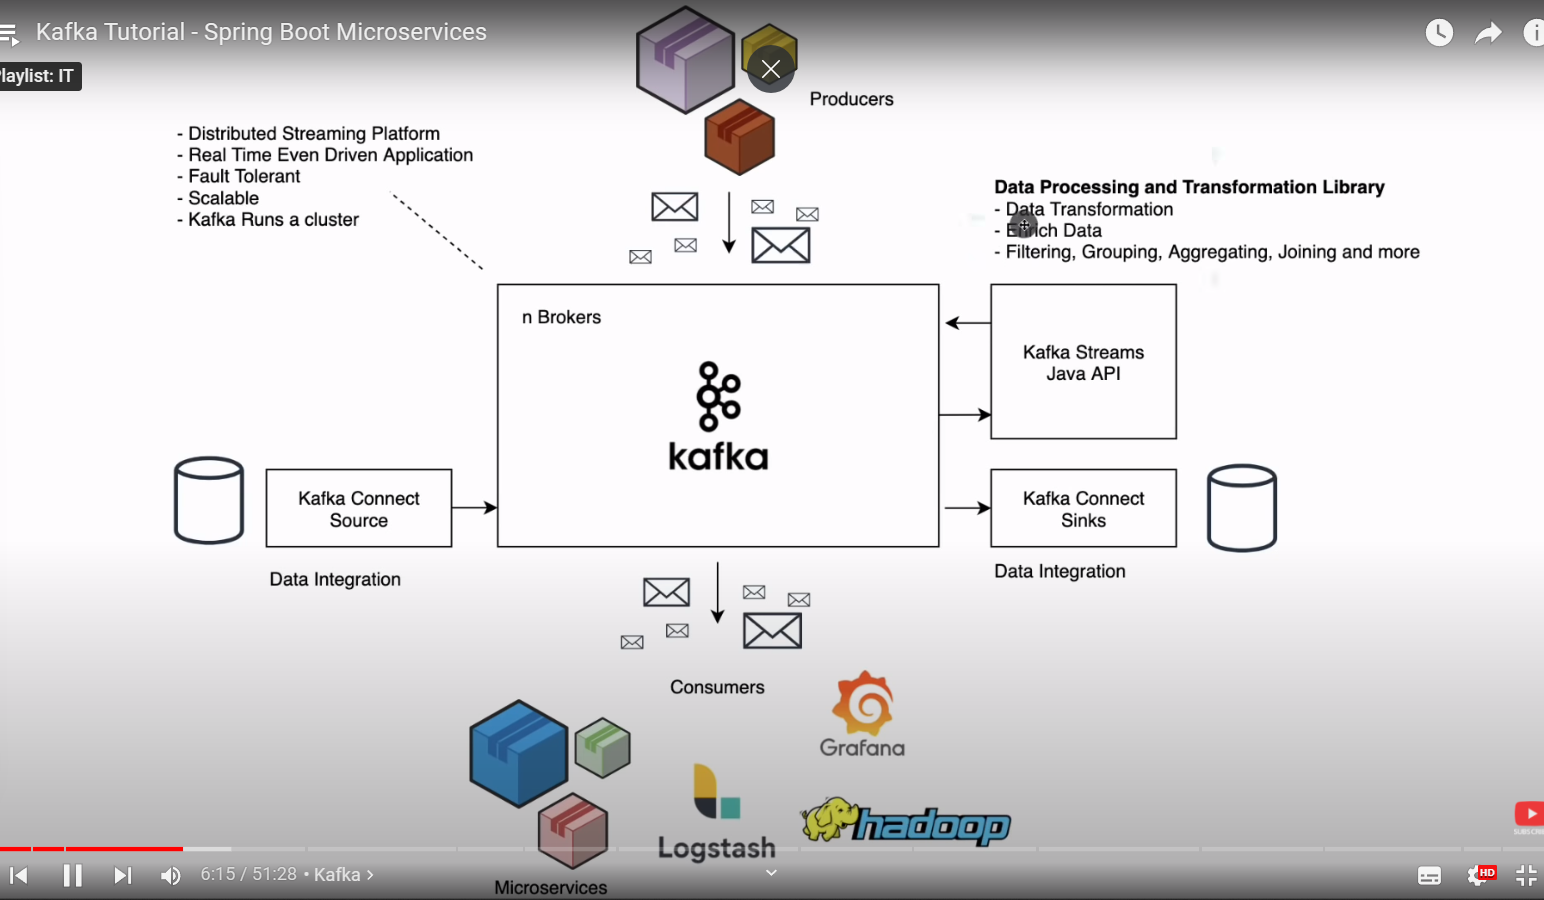 Kafka Tutorial - Spring Boot Microservices
Playlist: IT
Producers
- Distributed Streaming Platform
- Real Time Even Driven Application
- Fault Tolerant
- Scalable
- Kafka Runs a cluster
Data Processing and Transformation Library
- Data Transformation
- Enrich Data
- Filtering, Grouping, Aggregating, Joining and more
n Brokers
kafka
Kafka Streams
Java API
Kafka Connect
Source
Data Integration
Kafka Connect
Sinks
Data Integration
Consumers
Grafana
Logstash
hadoop
Microservices
SUBSCRIBE
6:15 / 51:28 • Kafka >
HD